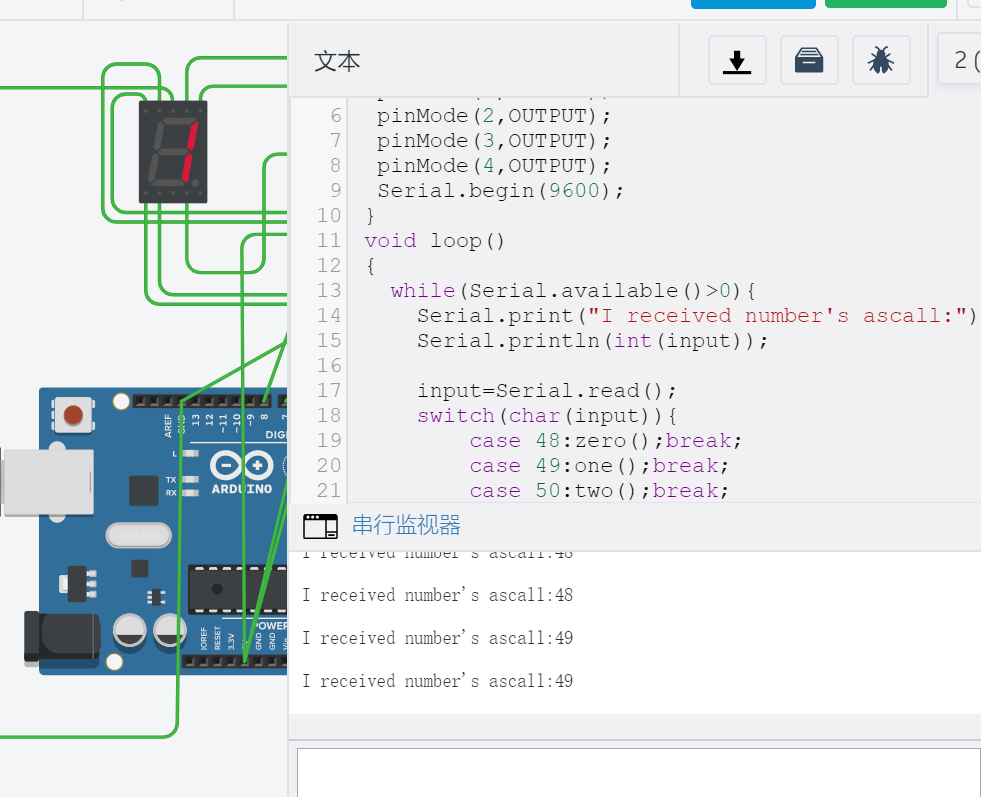 文本
2 (
6 pinMode(2,OUTPUT);
7 pinMode(3,OUTPUT);
8 pinMode(4,OUTPUT);
9 Serial.begin(9600);
10 }
11 void loop()
12 {
13 while(Serial.available()>0){
14 Serial.print("I received number's ascall:")
15 Serial.println(int(input));
16
17 input=Serial.read();
18 switch(char(input)){
19 case 48:zero();break;
20 case 49:one();break;
21 case 50:two();break;
串行监视器
I received number's ascall:48
I received number's ascall:48
I received number's ascall:49
I received number's ascall:49
1
AREF
GND
13
12
~11
~10
~9
8
7
DIGI
L
TX
RX
ARDUINO
IOREF
RESET
3.3V
GND
GND
Vin
POWER